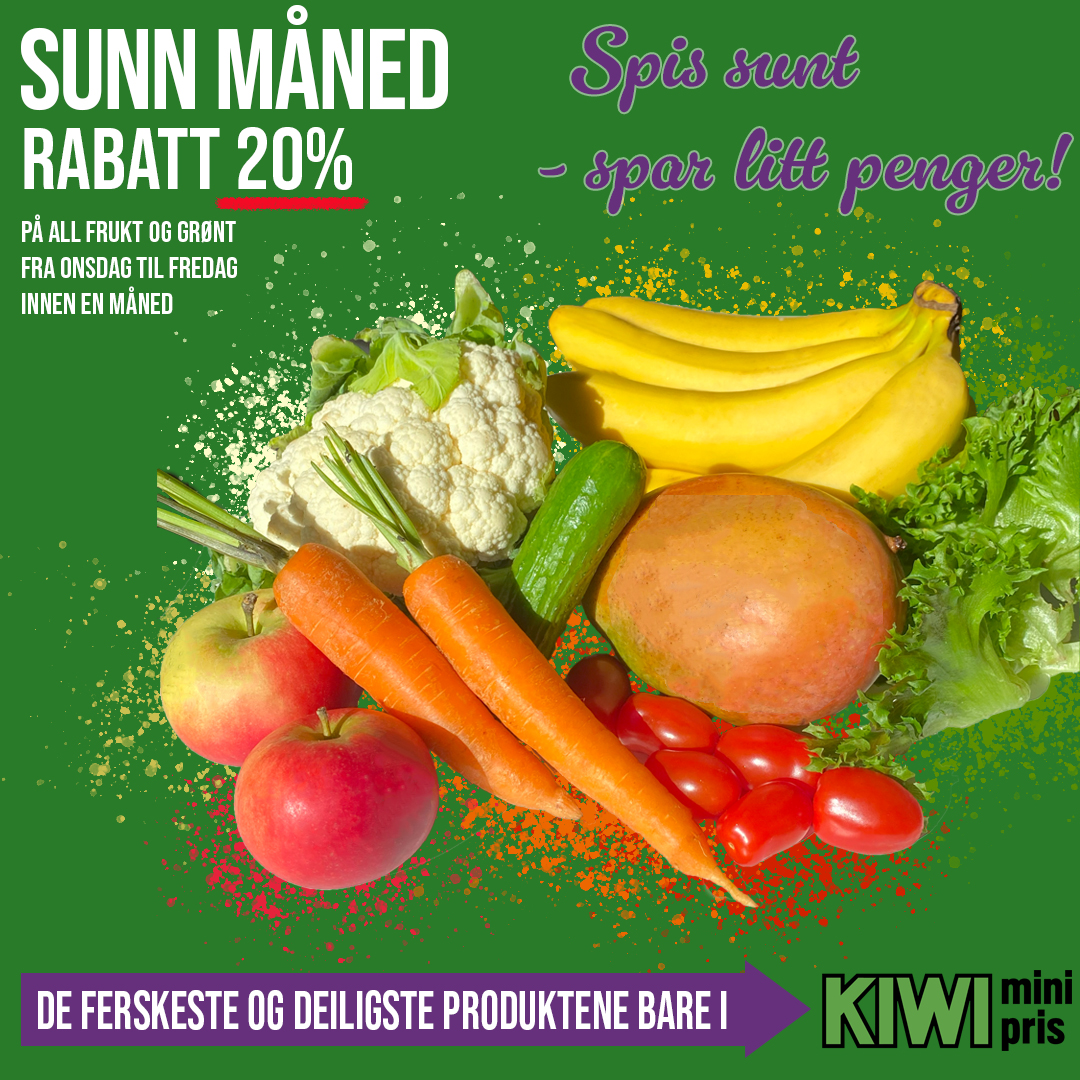 SUNN MÅNED
RABATT 20%
PÅ ALL FRUKT OG GRØNT
FRA ONSDAG TIL FREDAG
INNEN EN MÅNED
Spis sunt
- spar litt penger!
DE FERSKESTE OG DEILIGSTE PRODUKTENE BARE I
KIWI mini
pris